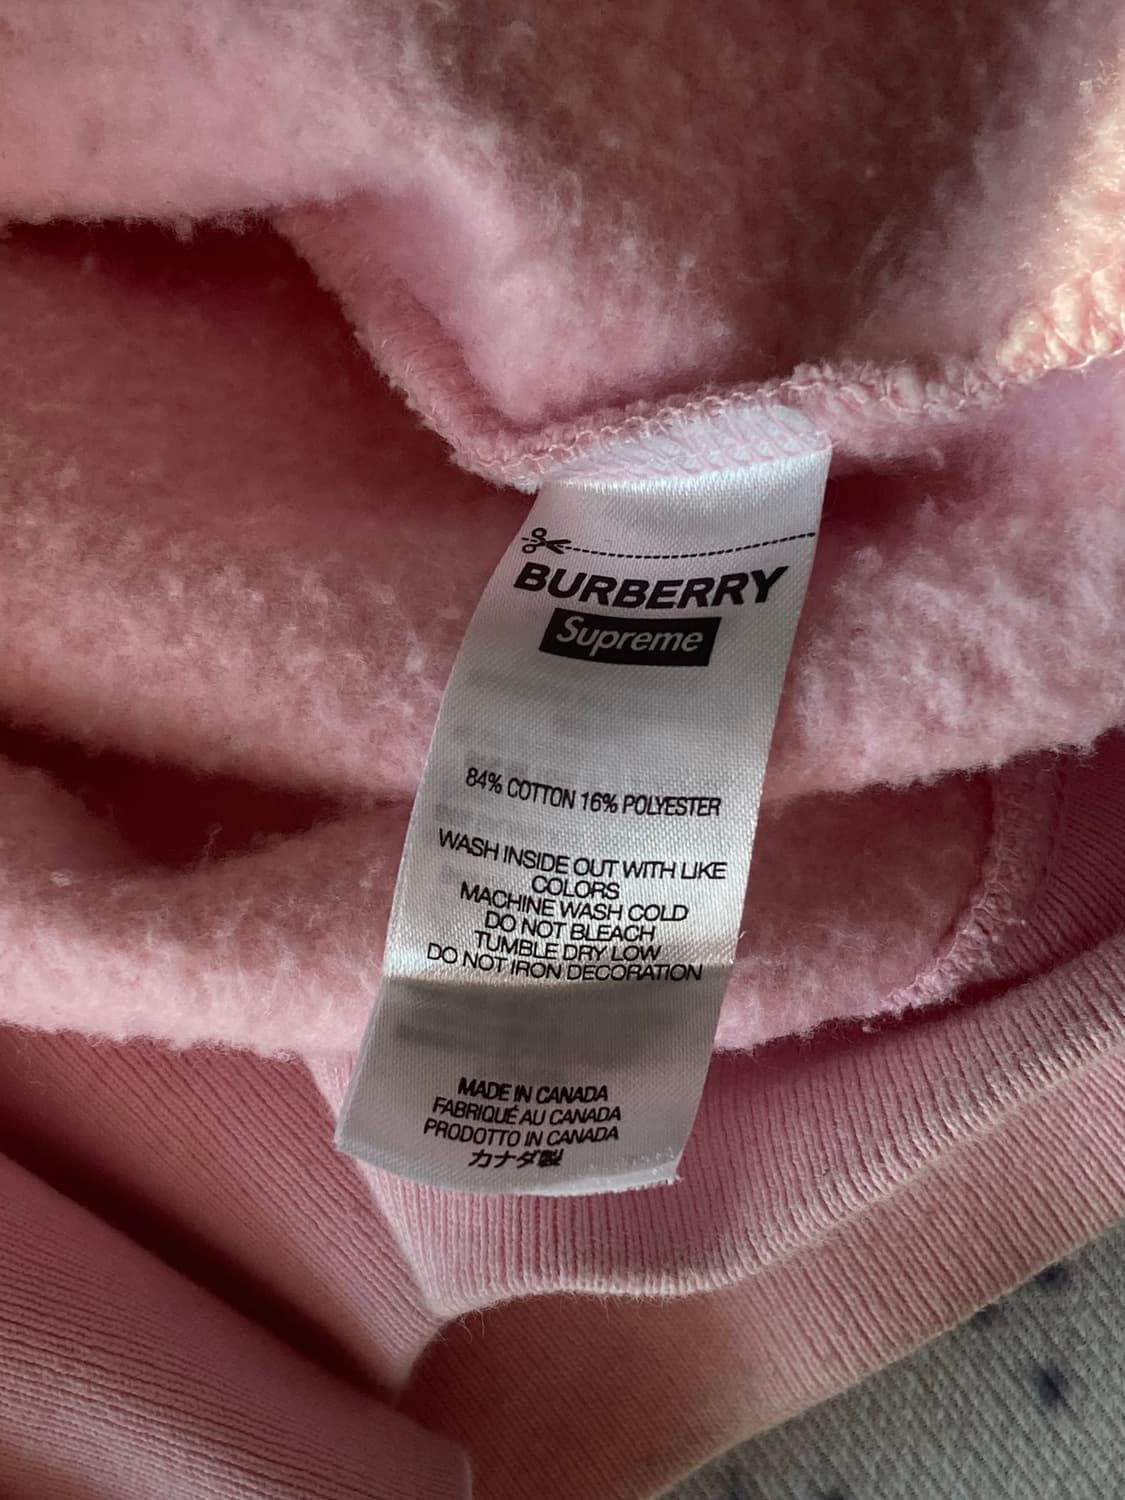 BURBERRY
Supreme
84% COTTON 16% POLYESTER
WASH INSIDE OUT WITH LIKE
COLORS
MACHINE WASH COLD
DO NOT BLEACH
TUMBLE DRY LOW
DO NOT IRON DECORATION
MADE IN CANADA
FABRIQUÉ AU CANADA
PRODOTTO IN CANADA
カナダ製